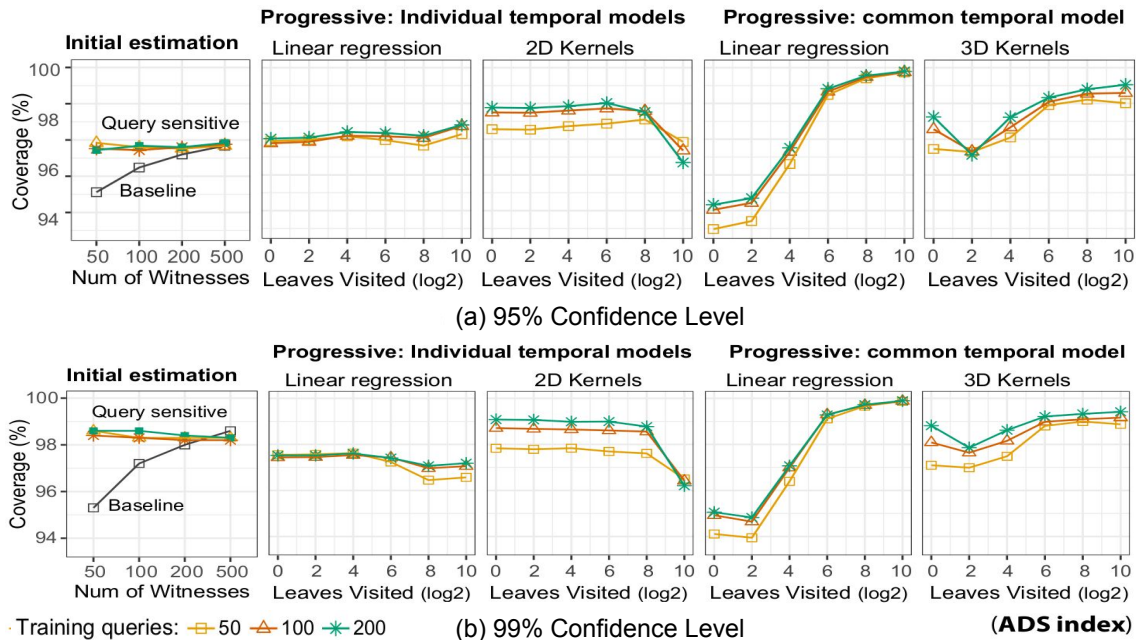 Progressive: Individual temporal models Progressive: common temporal model
Initial estimation Linear regression 2D Kernels Linear regression 3D Kernels
100
98
96
94
Coverage (%)
Query sensitive
Baseline
50 100 200 500 0 2 4 6 8 10 0 2 4 6 8 10 0 2 4 6 8 10 0 2 4 6 8 10
Num of Witnesses Leaves Visited (log2) Leaves Visited (log2) Leaves Visited (log2) Leaves Visited (log2)
(a) 95% Confidence Level
Progressive: Individual temporal models Progressive: common temporal model
Initial estimation Linear regression 2D Kernels Linear regression 3D Kernels
100
98
96
94
Coverage (%)
Query sensitive
Baseline
50 100 200 500 0 2 4 6 8 10 0 2 4 6 8 10 0 2 4 6 8 10 0 2 4 6 8 10
Num of Witnesses Leaves Visited (log2) Leaves Visited (log2) Leaves Visited (log2) Leaves Visited (log2)
Training queries: 50 100 200 (b) 99% Confidence Level (ADS index)